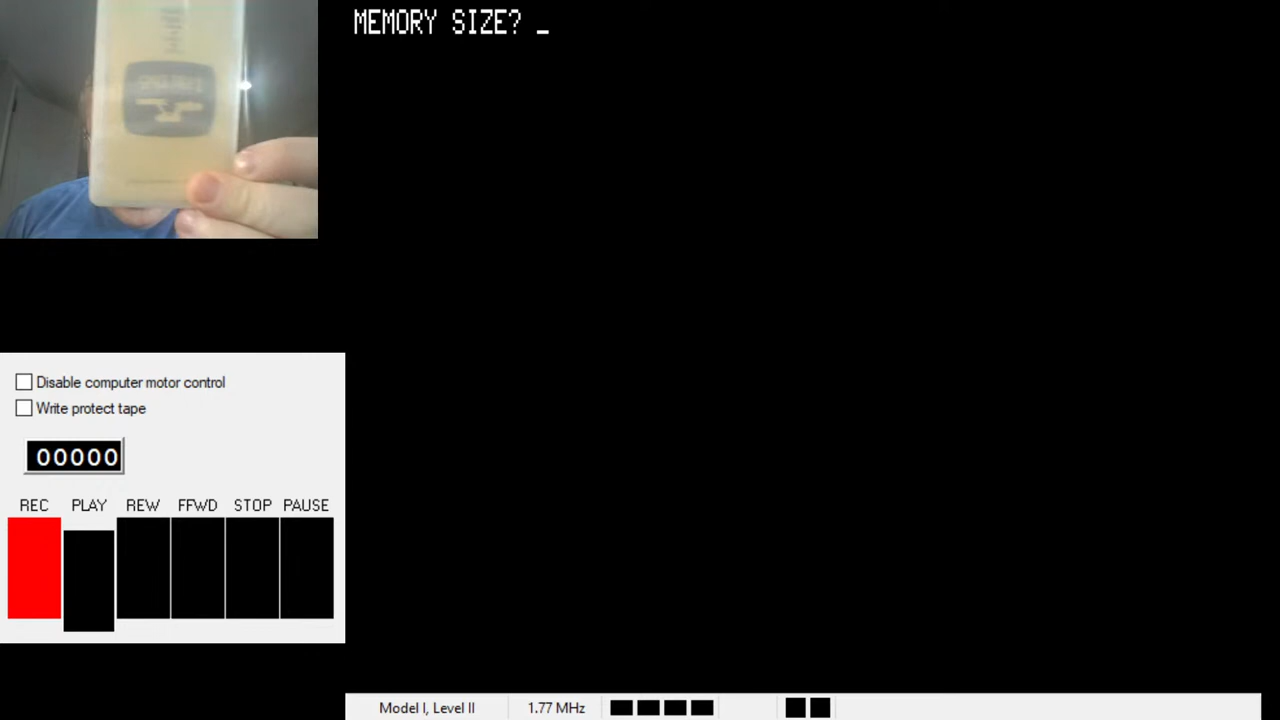 MEMORY SIZE? _
Disable computer motor control
Write protect tape
00000
REC PLAY REW FFWD STOP PAUSE
Model I, Level II 1.77 MHz